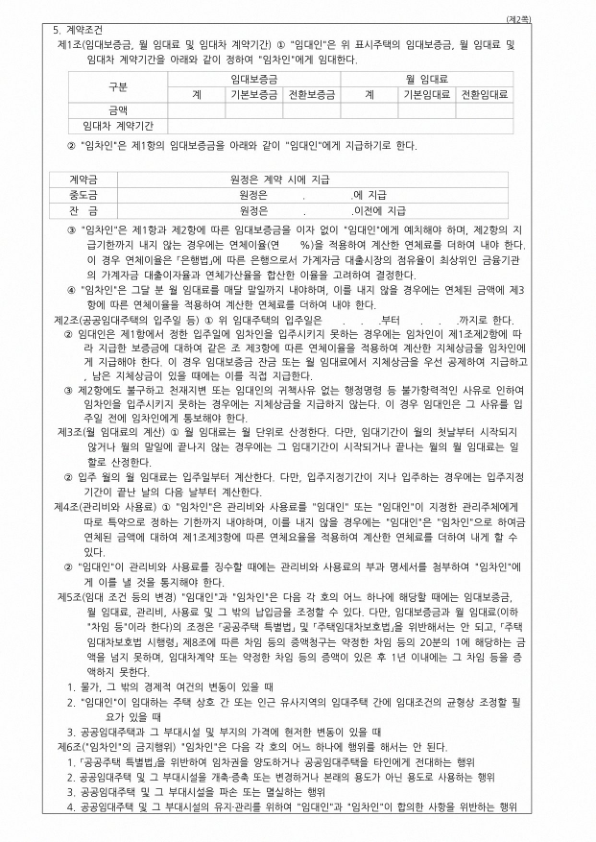 (제2쪽)
5. 계약조건
제1조(임대보증금, 월 임대료 및 임대차 계약기간) ① "임대인"은 위 표시주택의 임대보증금, 월 임대료 및
임대차 계약기간을 아래와 같이 정하여 "임차인"에게 임대한다.
구분 임대보증금 월 임대료
계 기본보증금 전환보증금 계 기본임대료 전환임대료
금액
임대차 계약기간
② "임차인"은 제1항의 임대보증금을 아래와 같이 "임대인"에게 지급하기로 한다.
계약금 원정은 계약 시에 지급
중도금 원정은 . .에 지급
잔 금 원정은 . .이전에 지급
③ "임차인"은 제1항과 제2항에 따른 임대보증금을 이자 없이 "임대인"에게 예치해야 하며, 제2항의 지
급기한까지 내지 않는 경우에는 연체이율(연 %)을 적용하여 계산한 연체료를 더하여 내야 한다.
이 경우 연체이율은 「은행법」에 따른 은행으로서 가계자금 대출시장의 점유율이 최상위인 금융기관
의 가계자금 대출이자율과 연체가산율을 합산한 이율을 고려하여 결정한다.
④ "임차인"은 그달 분 월 임대료를 매달 말일까지 내야하며, 이를 내지 않을 경우에는 연체된 금액에 제3
항에 따른 연체이율을 적용하여 계산한 연체료를 더하여 내야 한다.
제2조(공공임대주택의 입주일 등) ① 위 임대주택의 입주일은 . . .부터 . . .까지로 한다.
② 임대인은 제1항에서 정한 입주일에 임차인을 입주시키지 못하는 경우에는 임차인이 제1조제2항에 따
라 지급한 보증금에 대하여 같은 조 제3항에 따른 연체이율을 적용하여 계산한 지체상금을 임차인에
게 지급해야 한다. 이 경우 임대보증금 잔금 또는 월 임대료에서 지체상금을 우선 공제하여 지급하고
, 남은 지체상금이 있을 때에는 이를 직접 지급한다.
③ 제2항에도 불구하고 천재지변 또는 임대인의 귀책사유 없는 행정명령 등 불가항력적인 사유로 인하여
임차인을 입주시키지 못하는 경우에는 지체상금을 지급하지 않는다. 이 경우 임대인은 그 사유를 입
주일 전에 임차인에게 통보해야 한다.
제3조(월 임대료의 계산) ① 월 임대료는 월 단위로 산정한다. 다만, 임대기간이 월의 첫날부터 시작되지
않거나 월의 말일에 끝나지 않는 경우에는 그 임대기간이 시작되거나 끝나는 월의 월 임대료는 일
할로 산정한다.
② 입주 월의 월 임대료는 입주일부터 계산한다. 다만, 입주지정기간이 지나 입주하는 경우에는 입주지정
기간이 끝난 날의 다음 날부터 계산한다.
제4조(관리비와 사용료) ① "임차인"은 관리비와 사용료를 "임대인" 또는 "임대인"이 지정한 관리주체에게
따로 특약으로 정하는 기한까지 내야하며, 이를 내지 않을 경우에는 "임대인"은 "임차인"으로 하여금
연체된 금액에 대하여 제1조제3항에 따른 연체요율을 적용하여 계산한 연체료를 더하여 내게 할 수
있다.
② "임대인"이 관리비와 사용료를 징수할 때에는 관리비와 사용료의 부과 명세서를 첨부하여 "임차인"에
게 이를 낼 것을 통지해야 한다.
제5조(임대 조건 등의 변경) "임대인"과 "임차인"은 다음 각 호의 어느 하나에 해당할 때에는 임대보증금,
월 임대료, 관리비, 사용료 및 그 밖의 납입금을 조정할 수 있다. 다만, 임대보증금과 월 임대료(이하
"차임 등"이라 한다)의 조정은 「공공주택 특별법」 및 「주택임대차보호법」을 위반해서는 안 되고, 「주택
임대차보호법 시행령」 제8조에 따른 차임 등의 증액청구는 약정한 차임 등의 20분의 1에 해당하는 금
액을 넘지 못하며, 임대차계약 또는 약정한 차임 등의 증액이 있은 후 1년 이내에는 그 차임 등을 증
액하지 못한다.
1. 물가, 그 밖의 경제적 여건의 변동이 있을 때
2. "임대인"이 임대하는 주택 상호 간 또는 인근 유사지역의 임대주택 간에 임대조건의 균형상 조정할 필
요가 있을 때
3. 공공임대주택과 그 부대시설 및 부지의 가격에 현저한 변동이 있을 때
제6조("임차인"의 금지행위) "임차인"은 다음 각 호의 어느 하나에 행위를 해서는 안 된다.
1. 「공공주택 특별법」을 위반하여 임차권을 양도하거나 공공임대주택을 타인에게 전대하는 행위
2. 공공임대주택 및 그 부대시설을 개축·증축 또는 변경하거나 본래의 용도가 아닌 용도로 사용하는 행위
3. 공공임대주택 및 그 부대시설을 파손 또는 멸실하는 행위
4. 공공임대주택 및 그 부대시설의 유지·관리를 위하여 "임대인"과 "임차인"이 합의한 사항을 위반하는 행위